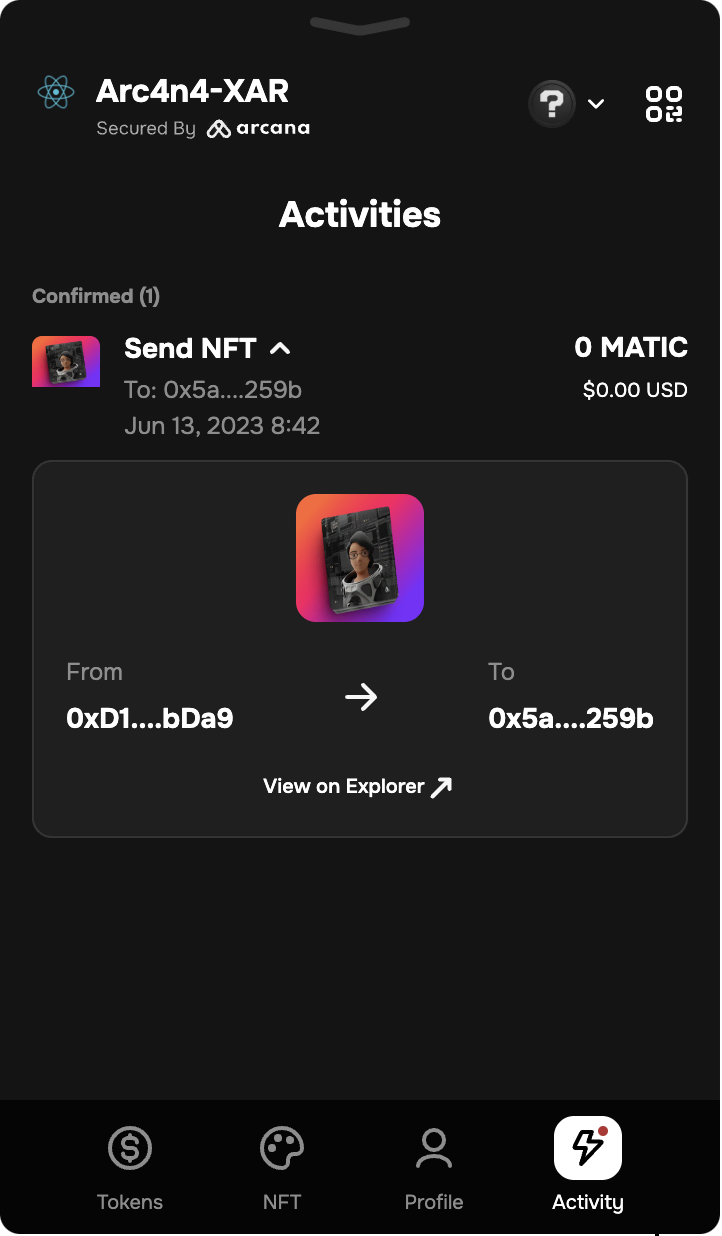 Arc4n4-XAR
Secured By arcana
?
Activities
Confirmed (1)
Send NFT
0 MATIC
To: 0x5a....259b
$0.00 USD
Jun 13, 2023 8:42
From
To
0xD1....bDa9
0x5a....259b
View on Explorer
Tokens
NFT
Profile
Activity